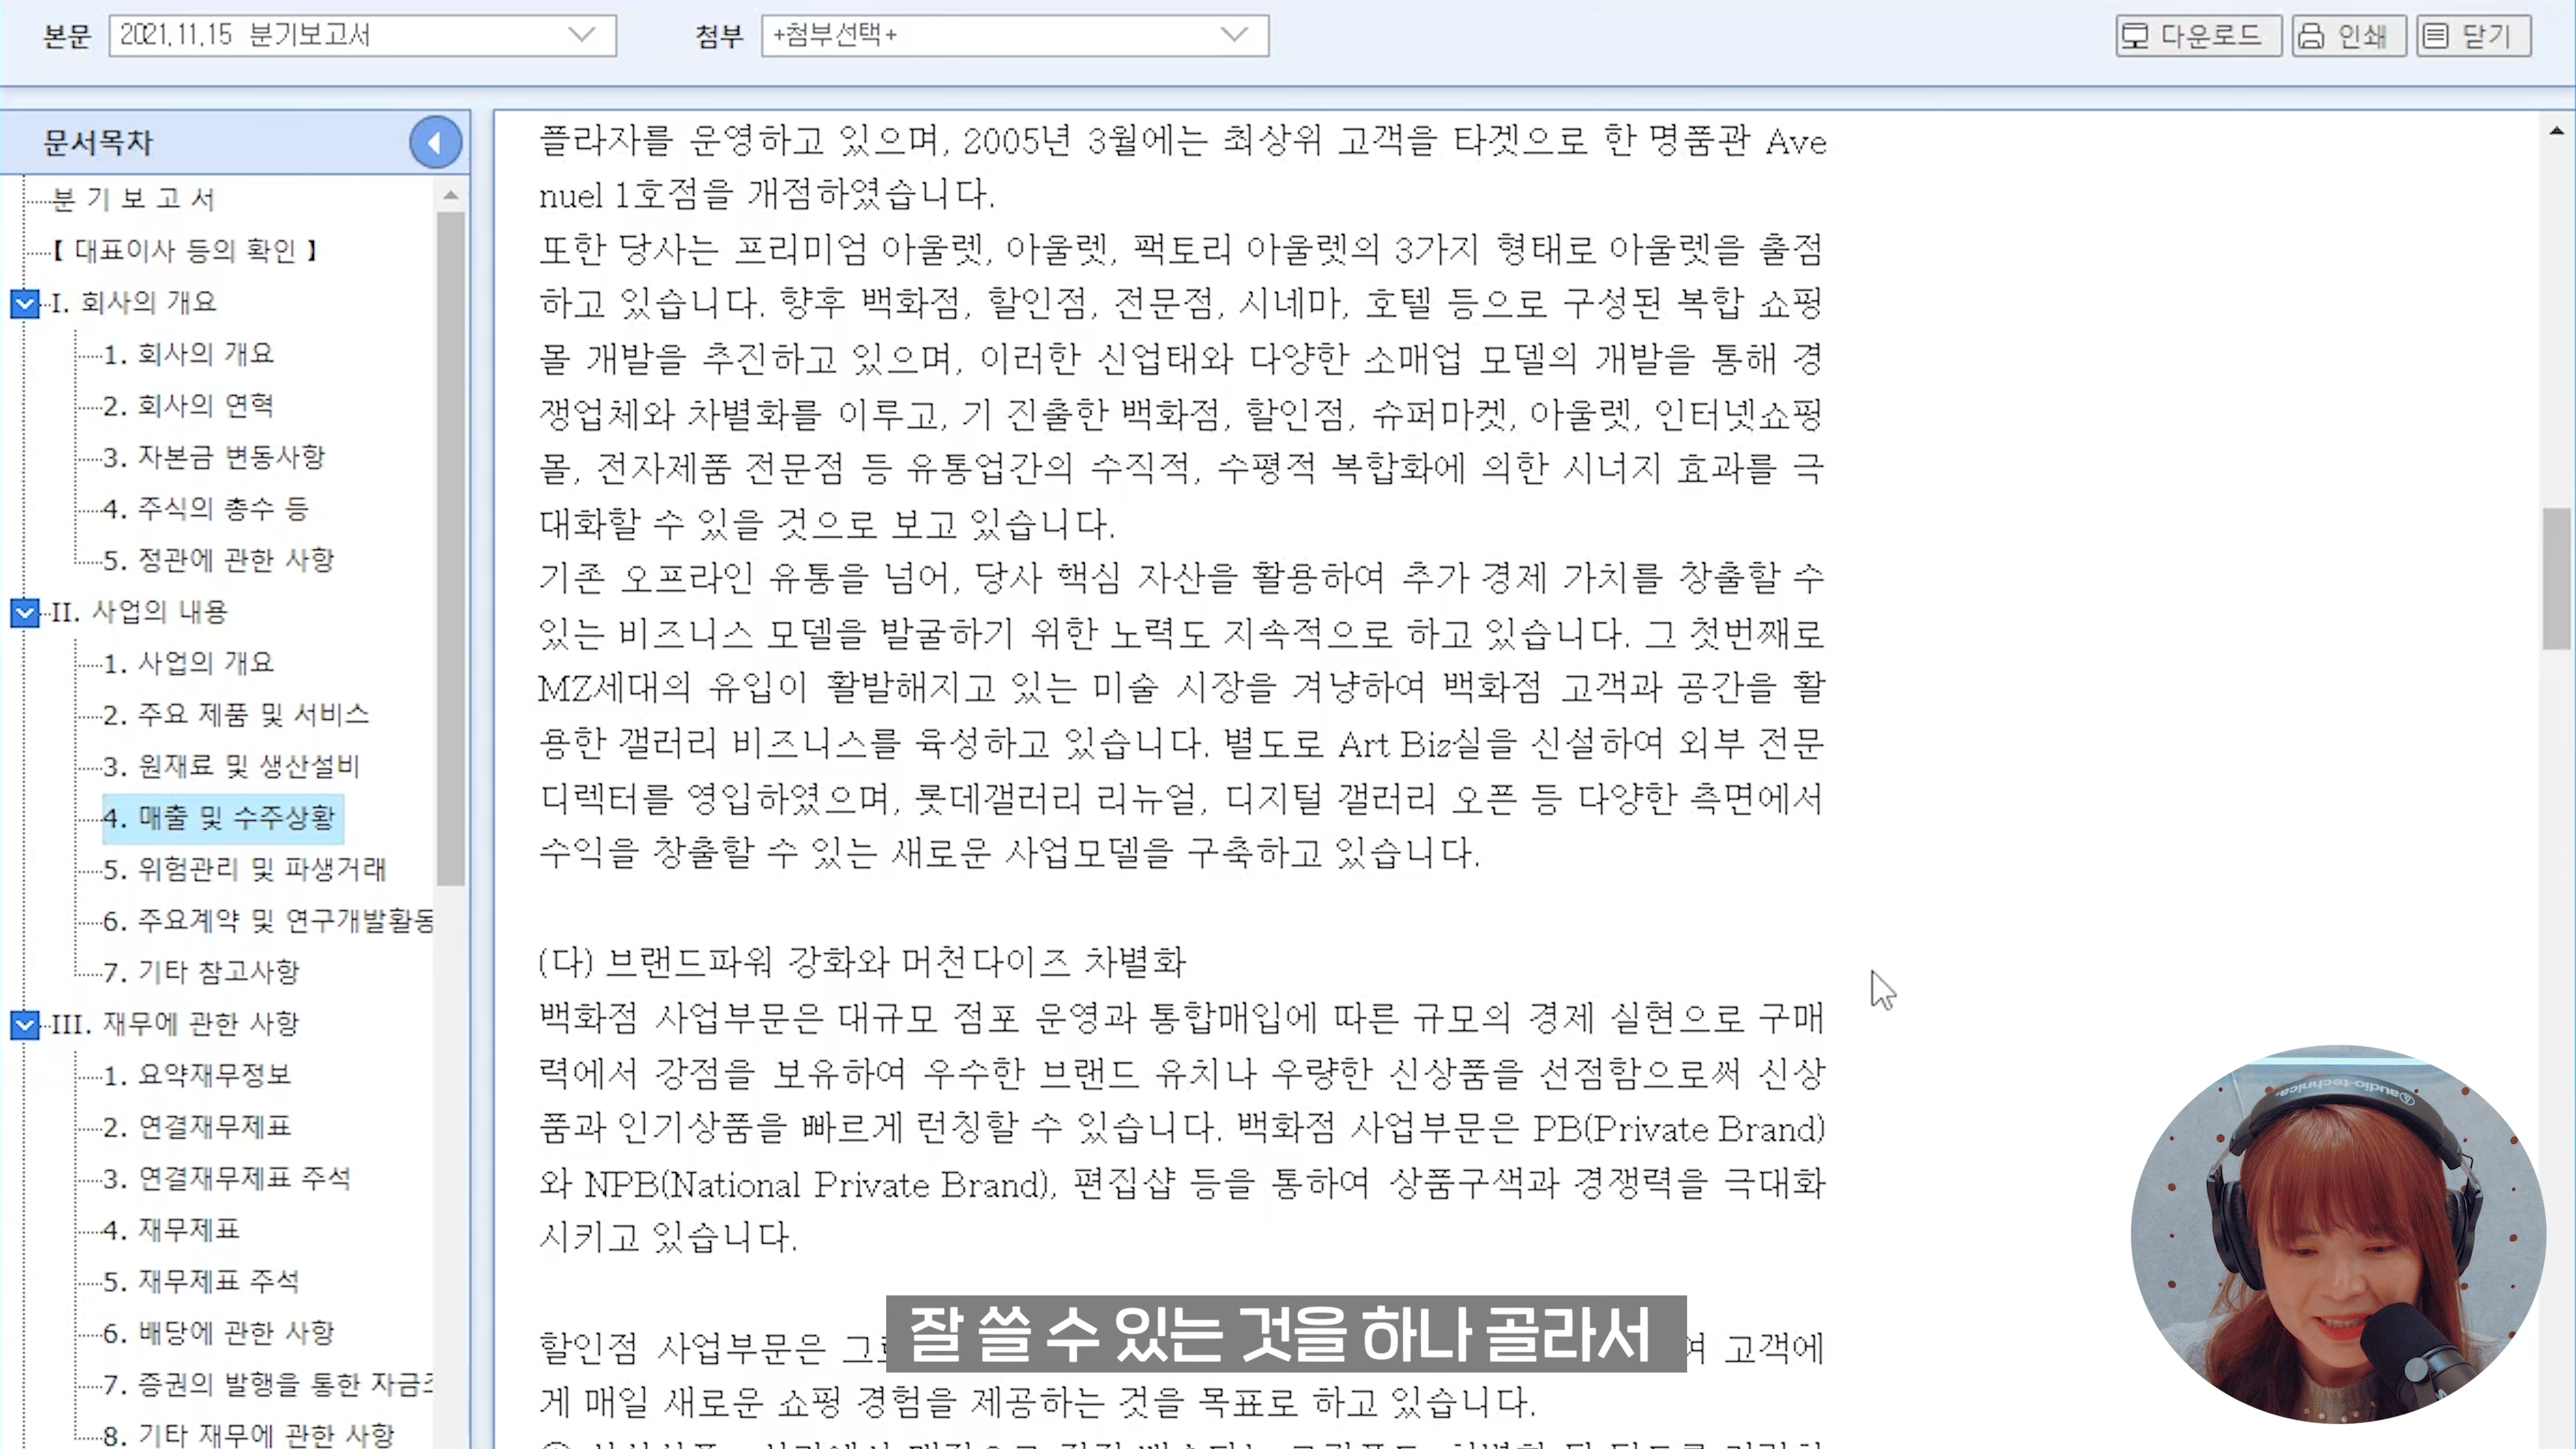 본문 2021.11.15 분기보고서 첨부 +첨부선택+ 다운로드 인쇄 닫기
문서목차
분 기 보 고 서
【 대표이사 등의 확인 】
I. 회사의 개요
1. 회사의 개요
2. 회사의 연혁
3. 자본금 변동사항
4. 주식의 총수 등
5. 정관에 관한 사항
II. 사업의 내용
1. 사업의 개요
2. 주요 제품 및 서비스
3. 원재료 및 생산설비
4. 매출 및 수주상황
5. 위험관리 및 파생거래
6. 주요계약 및 연구개발활동
7. 기타 참고사항
III. 재무에 관한 사항
1. 요약재무정보
2. 연결재무제표
3. 연결재무제표 주석
4. 재무제표
5. 재무제표 주석
6. 배당에 관한 사항
7. 증권의 발행을 통한
8. 기타 재무에 관한 사항
플라자를 운영하고 있으며, 2005년 3월에는 최상위 고객을 타겟으로 한 명품관 Ave
nuel 1호점을 개점하였습니다.
또한 당사는 프리미엄 아울렛, 아울렛, 팩토리 아울렛의 3가지 형태로 아울렛을 출점
하고 있습니다. 향후 백화점, 할인점, 전문점, 시네마, 호텔 등으로 구성된 복합 쇼핑
몰 개발을 추진하고 있으며, 이러한 신업태와 다양한 소매업 모델의 개발을 통해 경
쟁업체와 차별화를 이루고, 기 진출한 백화점, 할인점, 슈퍼마켓, 아울렛, 인터넷쇼핑
몰, 전자제품 전문점 등 유통업간의 수직적, 수평적 복합화에 의한 시너지 효과를 극
대화할 수 있을 것으로 보고 있습니다.
기존 오프라인 유통을 넘어, 당사 핵심 자산을 활용하여 추가 경제 가치를 창출할 수
있는 비즈니스 모델을 발굴하기 위한 노력도 지속적으로 하고 있습니다. 그 첫번째로
MZ세대의 유입이 활발해지고 있는 미술 시장을 겨냥하여 백화점 고객과 공간을 활
용한 갤러리 비즈니스를 육성하고 있습니다. 별도로 Art Biz실을 신설하여 외부 전문
디렉터를 영입하였으며, 롯데갤러리 리뉴얼, 디지털 갤러리 오픈 등 다양한 측면에서
수익을 창출할 수 있는 새로운 사업모델을 구축하고 있습니다.
(다) 브랜드파워 강화와 머천다이즈 차별화
백화점 사업부문은 대규모 점포 운영과 통합매입에 따른 규모의 경제 실현으로 구매
력에서 강점을 보유하여 우수한 브랜드 유치나 우량한 신상품을 선점함으로써 신상
품과 인기상품을 빠르게 런칭할 수 있습니다. 백화점 사업부문은 PB(Private Brand)
와 NPB(National Private Brand), 편집샵 등을 통하여 상품구색과 경쟁력을 극대화
시키고 있습니다.
할인점 사업부문은 고객에
게 매일 새로운 쇼핑 경험을 제공하는 것을 목표로 하고 있습니다.
잘 쓸 수 있는 것을 하나 골라서
audio-technica